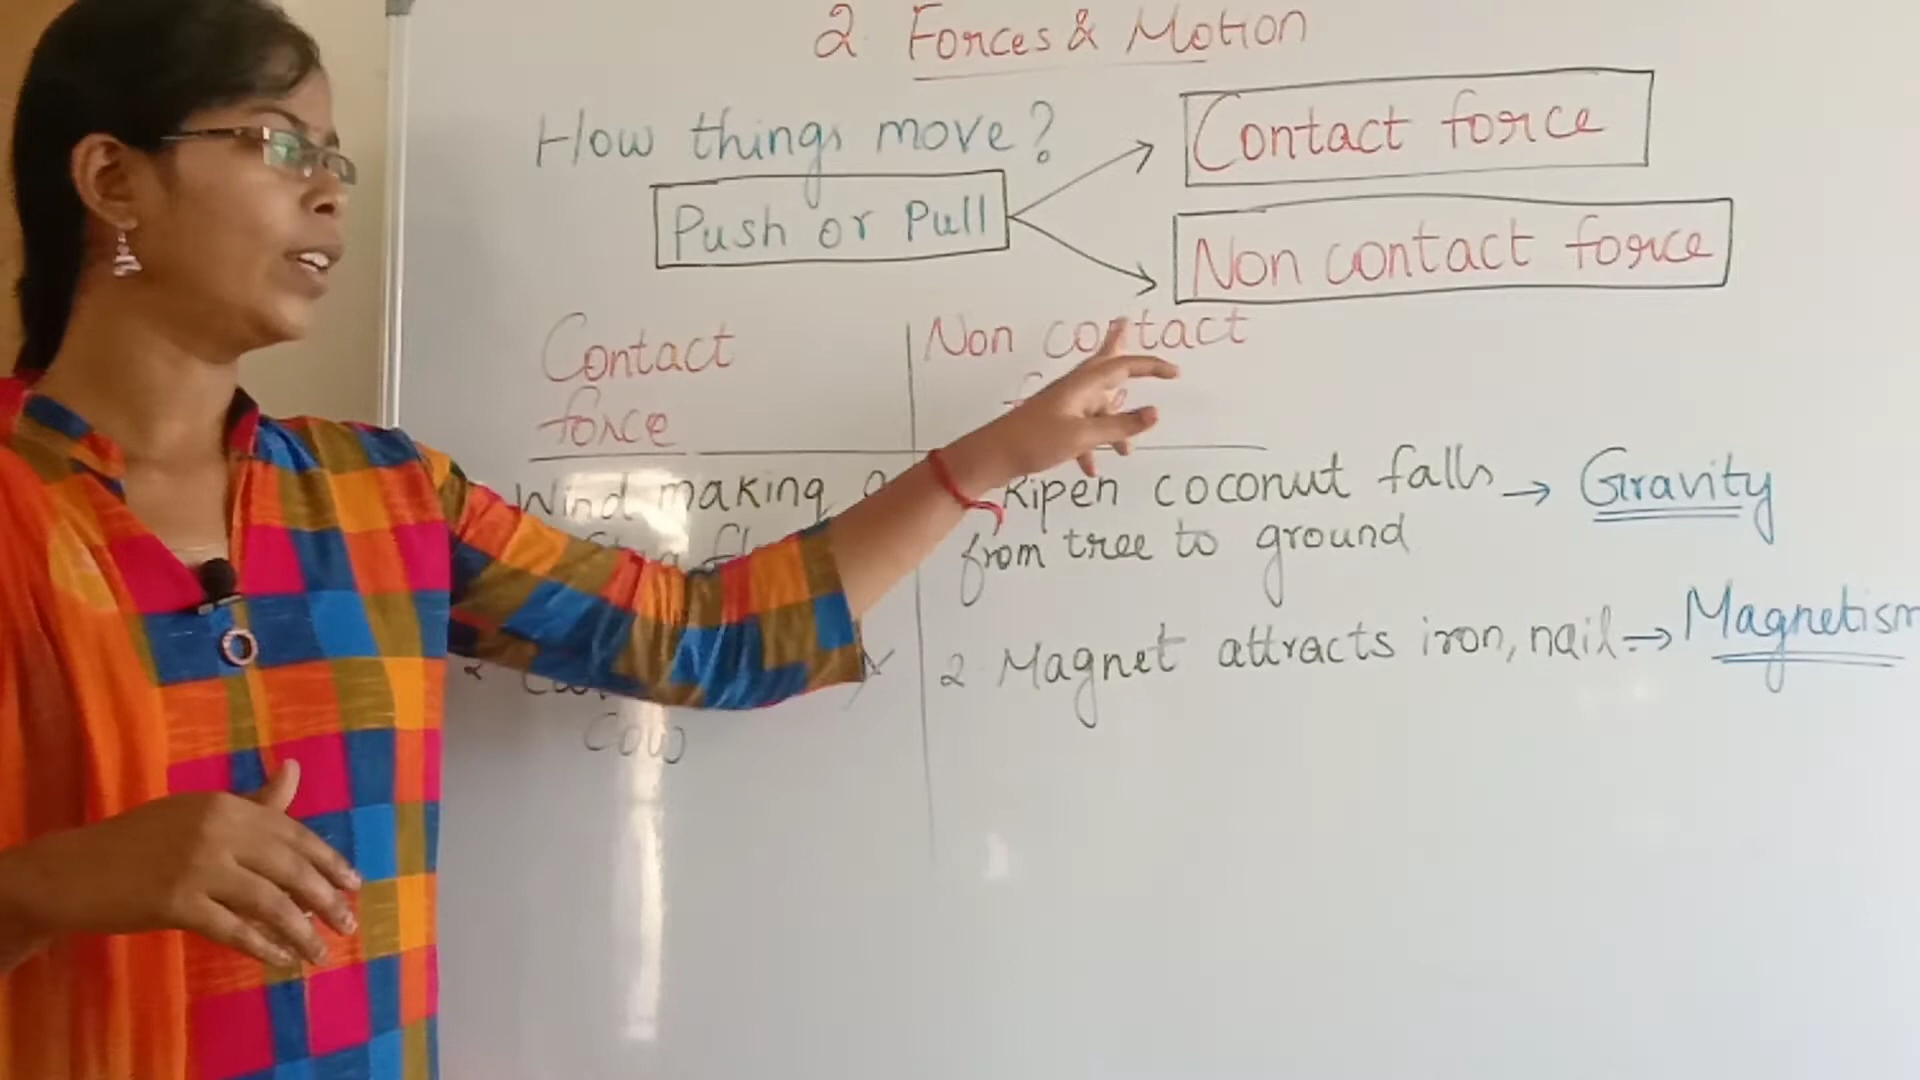 2 Forces & Motion
How things move?
Push or Pull
Contact force
Non contact force
Contact
force
Non contact
Wind making
Ripen coconut falls → Gravity
from tree to ground
2 Magnet attracts iron, nail → Magnetism
2
Cow